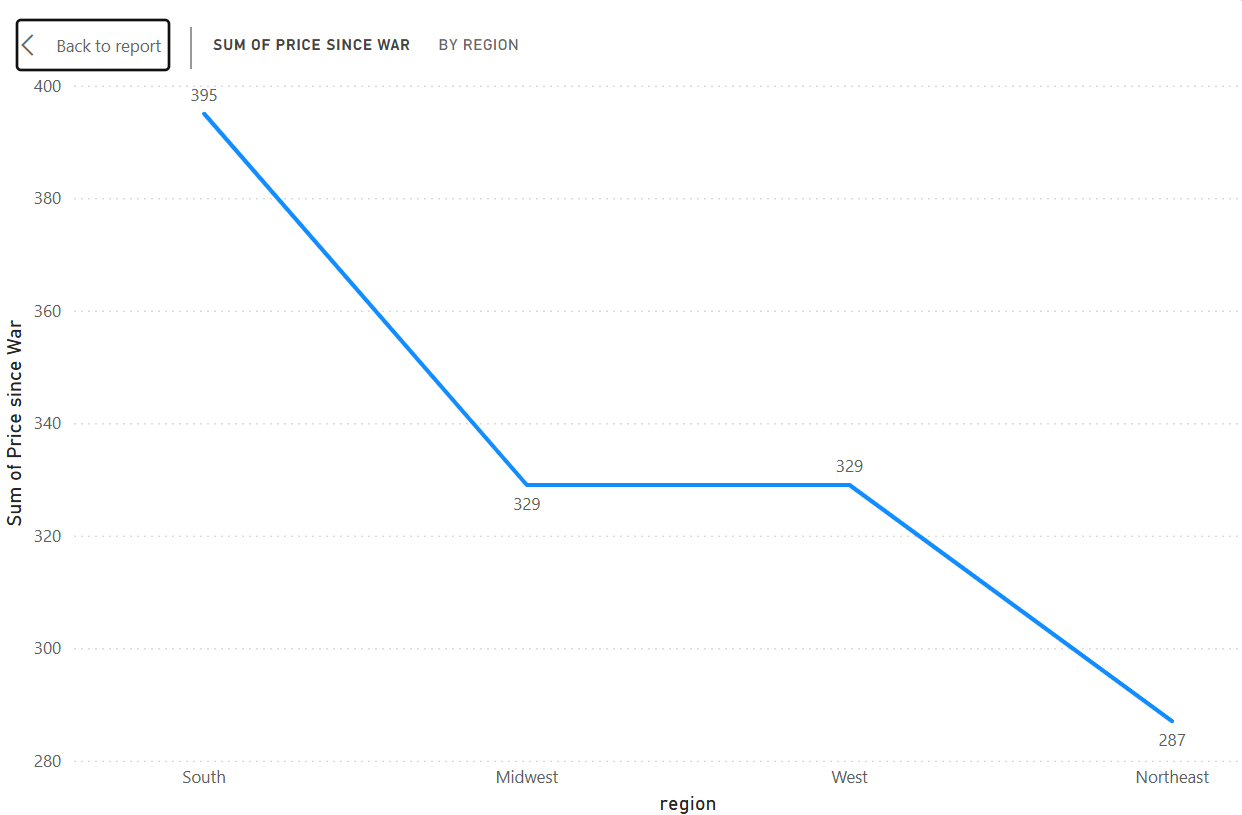 Back to report
SUM OF PRICE SINCE WAR BY REGION
400
395
380
360
340
329
329
320
300
287
280
Sum of Price since War
South Midwest West Northeast
region